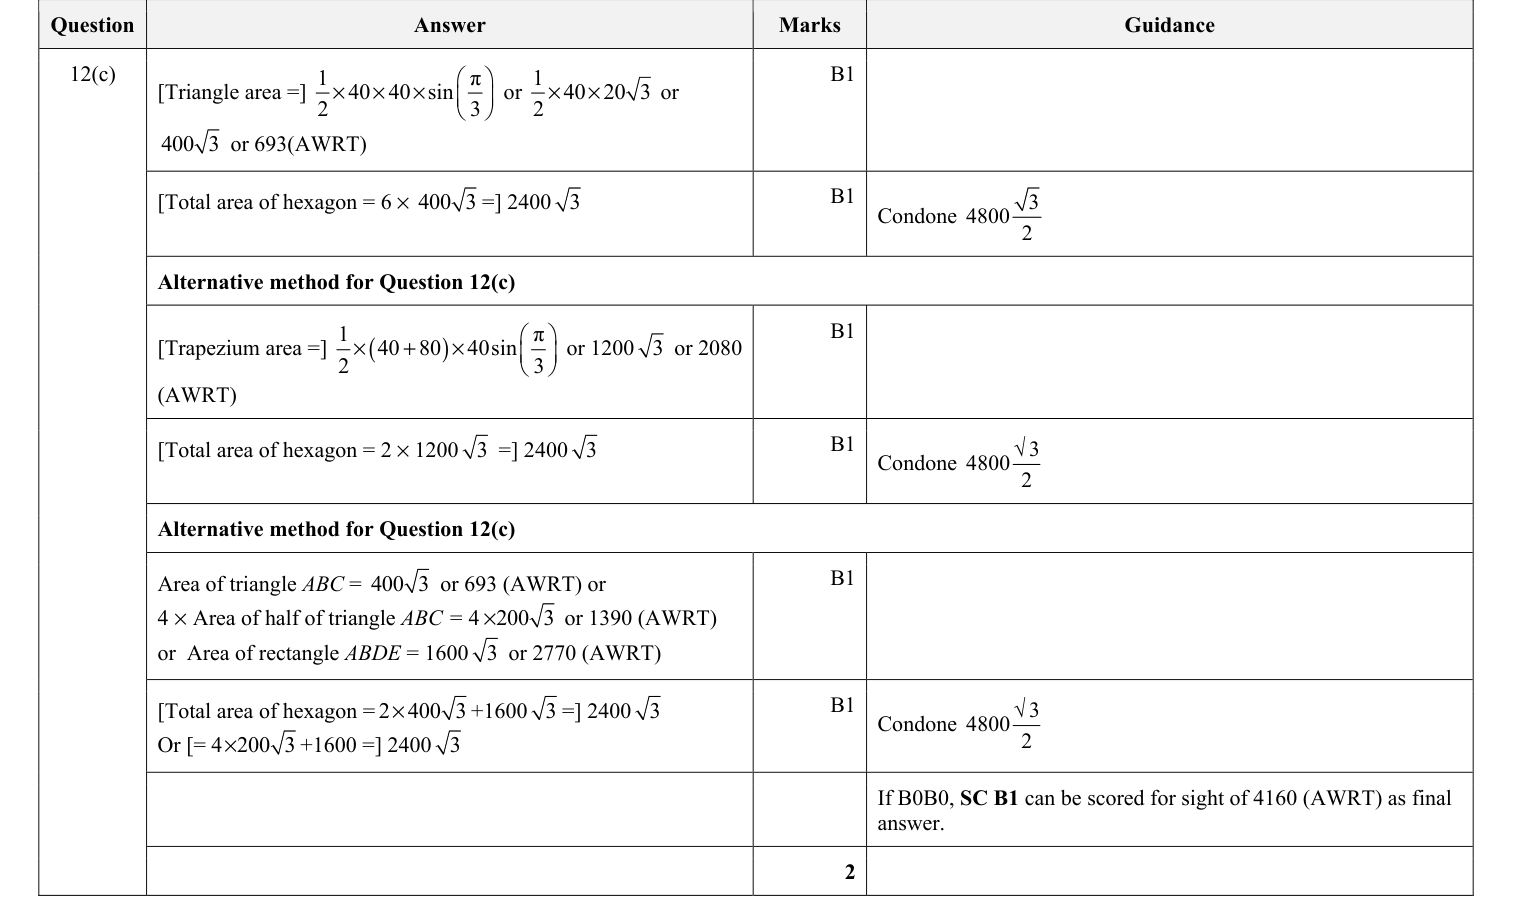 Question Answer Marks Guidance
12(c)
[Triangle area =] 1/2 × 40 × 40 × sin(π/3) or 1/2 × 40 × 20√3 or B1
400√3 or 693(AWRT)
[Total area of hexagon = 6 × 400√3 =] 2400√3 B1 Condone 4800 √3/2
Alternative method for Question 12(c)
[Trapezium area =] 1/2 × (40 + 80) × 40 sin(π/3) or 1200√3 or 2080 B1
(AWRT)
[Total area of hexagon = 2 × 1200√3 =] 2400√3 B1 Condone 4800 √3/2
Alternative method for Question 12(c)
Area of triangle ABC = 400√3 or 693 (AWRT) or B1
4 × Area of half of triangle ABC = 4 ×200√3 or 1390 (AWRT)
or Area of rectangle ABDE = 1600√3 or 2770 (AWRT)
[Total area of hexagon = 2×400√3 +1600√3 =] 2400√3 B1 Condone 4800 √3/2
Or [= 4×200√3 +1600 =] 2400√3
If B0B0, SC B1 can be scored for sight of 4160 (AWRT) as final
answer.
2